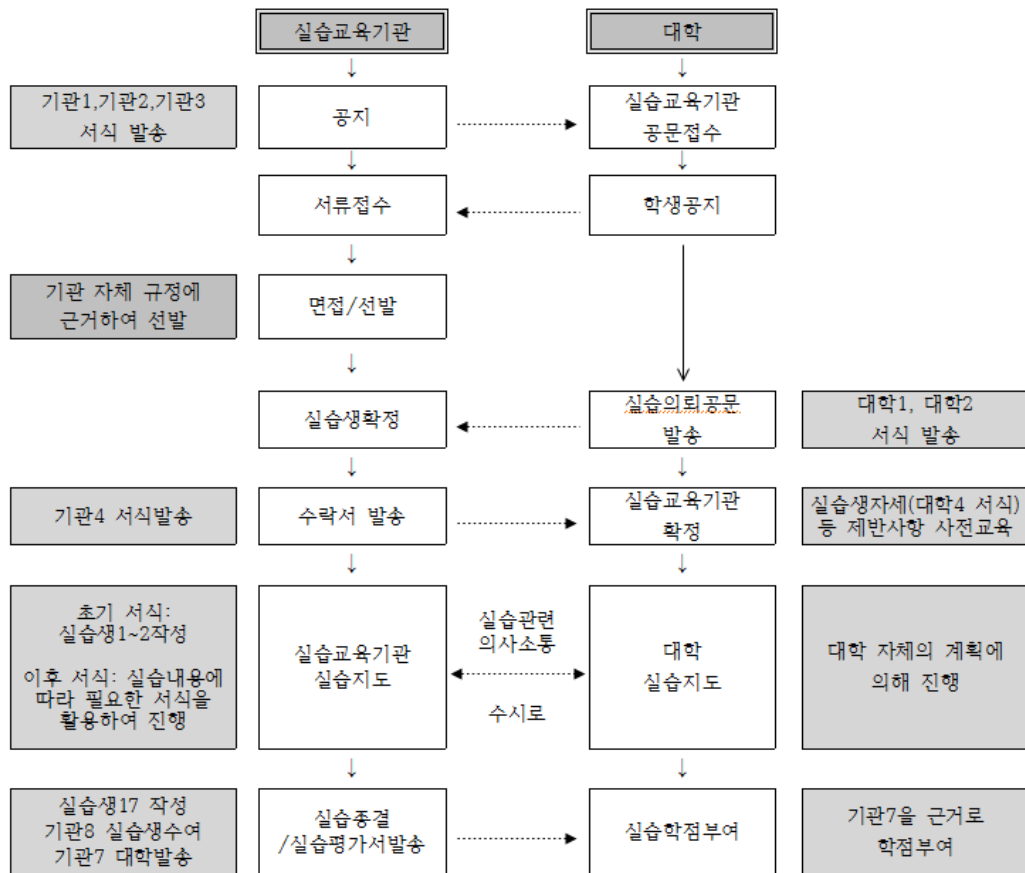 실습교육기관
대학
↓
↓
기관1,기관2,기관3
서식 발송
공지
실습교육기관
공문접수
↓
↓
서류접수
학생공지
↓
기관 자체 규정에
근거하여 선발
면접/선발
↓
실습생확정
실습의뢰공문
발송
대학1, 대학2
서식 발송
↓
↓
기관4 서식발송
수락서 발송
실습교육기관
확정
실습생자세(대학4 서식)
등 제반사항 사전교육
↓
↓
초기 서식:
실습생1~2작성
이후 서식: 실습내용에
따라 필요한 서식을
활용하여 진행
실습교육기관
실습지도
실습관련
의사소통
수시로
대학
실습지도
대학 자체의 계획에
의해 진행
↓
↓
실습생17 작성
기관8 실습생수여
기관7 대학발송
실습종결
/실습평가서발송
실습학점부여
기관7을 근거로
학점부여